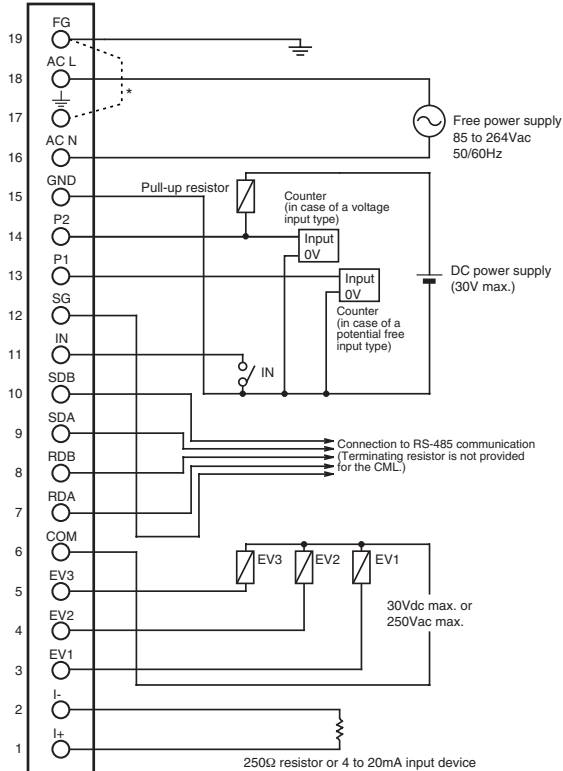 FG
19
AC L
18
*
17
AC N
16
Free power supply
85 to 264Vac
50/60Hz
GND
15
Pull-up resistor
Counter
(in case of a voltage
input type)
P2
14
Input
0V
P1
13
Input
0V
DC power supply
(30V max.)
SG
12
Counter
(in case of a
potential free
input type)
IN
11
IN
SDB
10
SDA
9
Connection to RS-485 communication
(Terminating resistor is not provided
for the CML.)
RDB
8
RDA
7
COM
6
EV3
EV2
EV1
EV3
5
30Vdc max. or
250Vac max.
EV2
4
EV1
3
I-
2
I+
1
250Ω resistor or 4 to 20mA input device